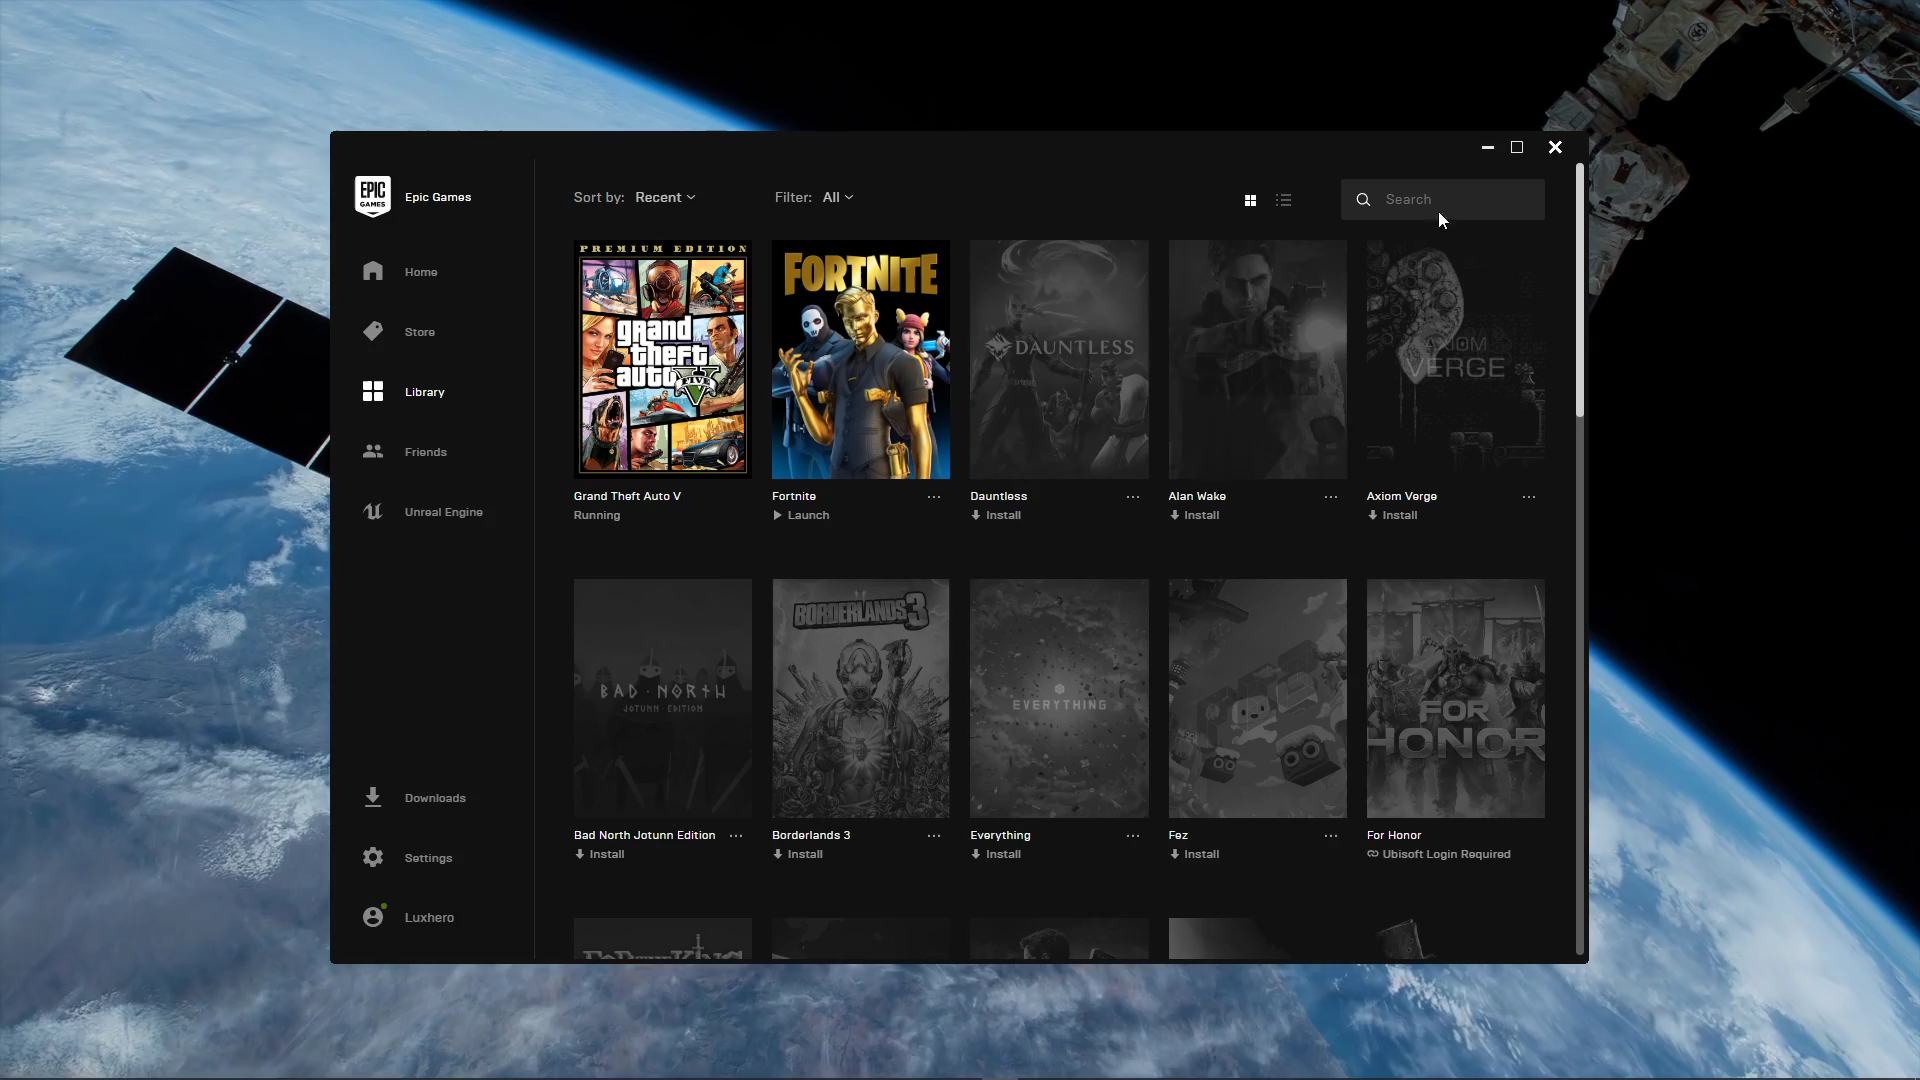 EPIC
GAMES
Epic Games
Home
Store
Library
Friends
Unreal Engine
Downloads
Settings
Luxhero
Sort by: Recent
Filter: All
Search
PREMIUM EDITION
grand
theft
auto
V
FIVE
FORTNITE
DAUNTLESS
AXIOM
VERGE
Grand Theft Auto V
Running
Fortnite
Launch
Dauntless
Install
Alan Wake
Install
Axiom Verge
Install
BAD·NORTH
JOTUNN·EDITION
BORDERLANDS 3
EVERYTHING
FOR
HONOR
Bad North Jotunn Edition
Install
Borderlands 3
Install
Everything
Install
Fez
Install
For Honor
Ubisoft Login Required
FOR THE KING